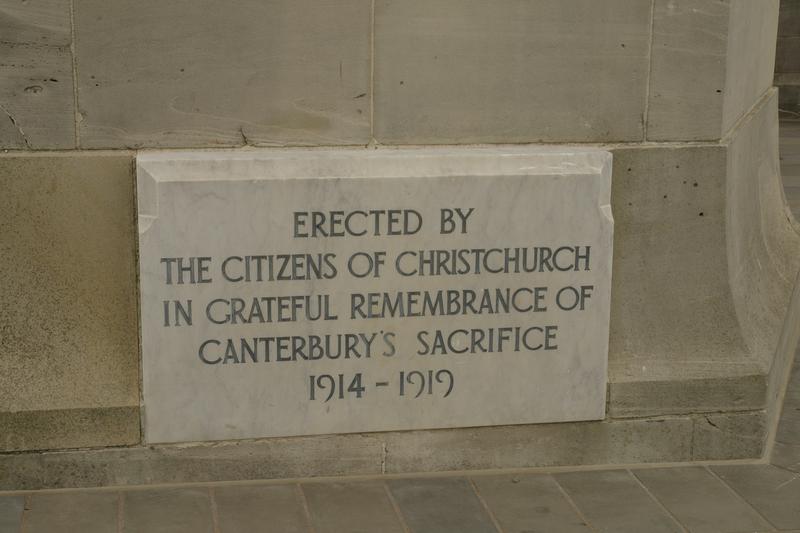 ERECTED BY
THE CITIZENS OF CHRISTCHURCH
IN GRATEFUL REMEMBRANCE OF
CANTERBURY'S SACRIFICE
1914 - 1919